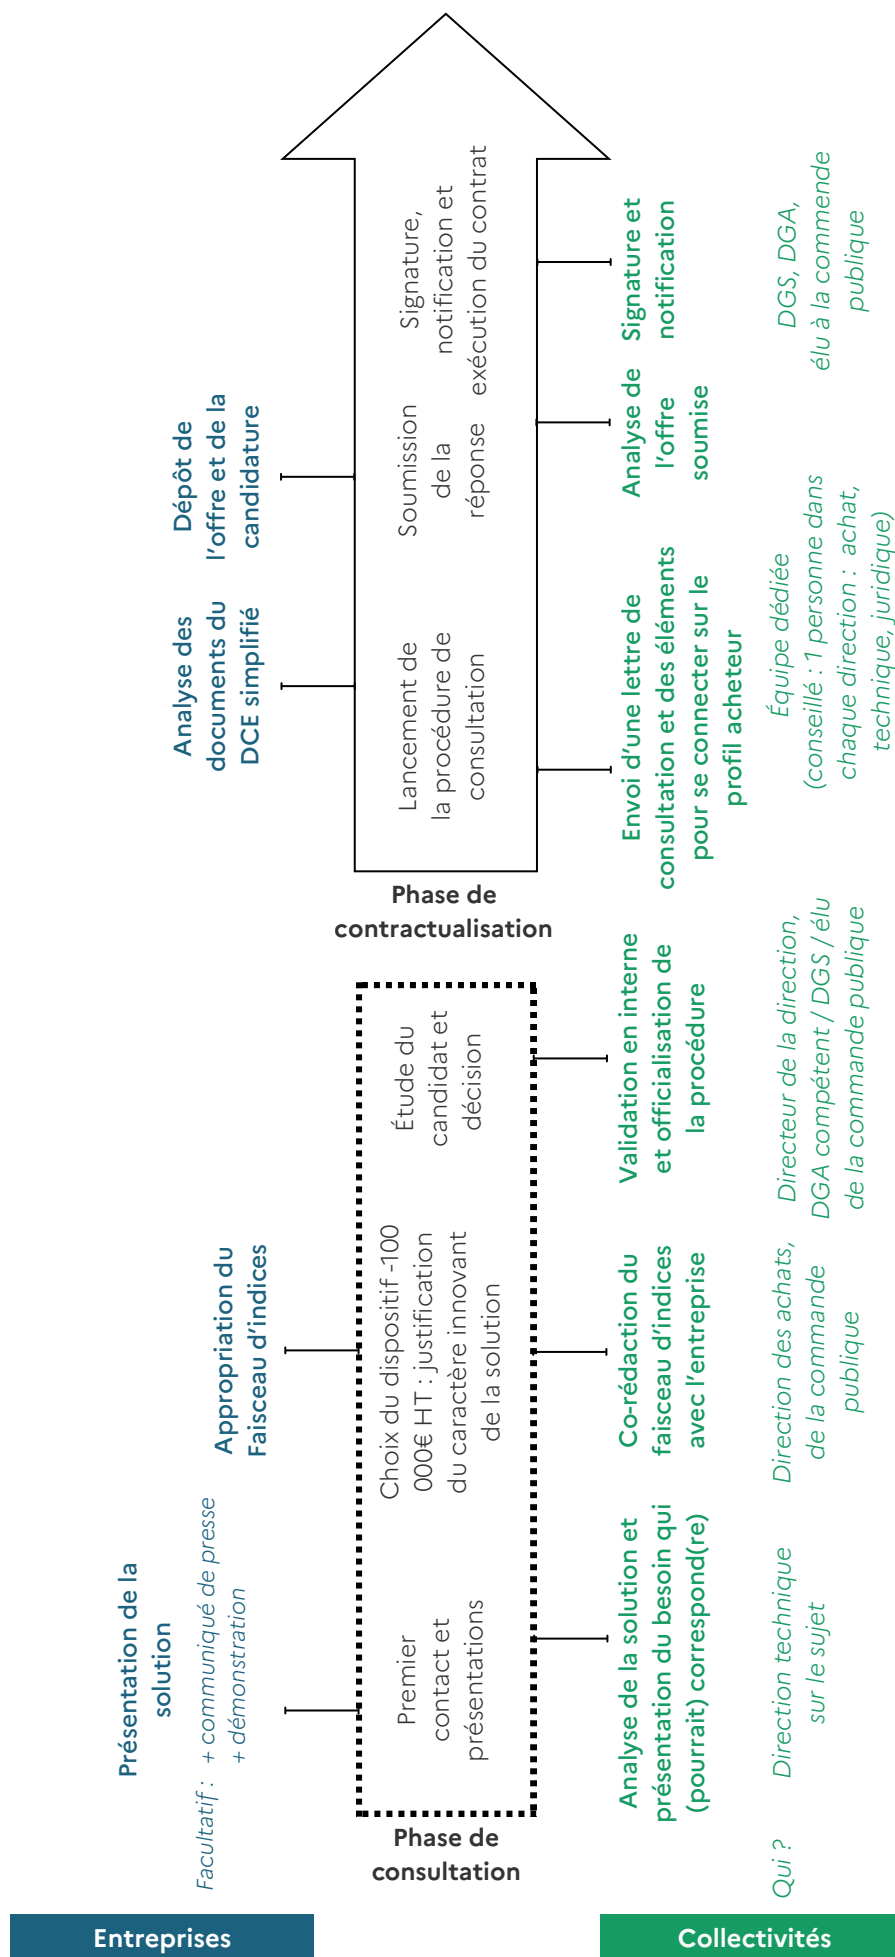 Entreprises
Présentation de la
solution
Facultatif : + communiqué de presse
+ démonstration
Appropriation du
Faisceau d'indices
Analyse des
documents du
DCE simplifié
Dépôt de
l'offre et de la
candidature
Phase de
consultation
Premier
contact et
présentations
Choix du dispositif -100
000€ HT : justification
du caractère innovant
de la solution
Étude du
candidat et
décision
Phase de
contractualisation
Lancement de
la procédure de
consultation
Soumission
de la
réponse
Signature,
notification et
exécution du contrat
Collectivités
Analyse de la solution et
présentation du besoin qui
(pourrait) correspond(re)
Co-rédaction du
faisceau d'indices
avec l'entreprise
Validation en interne
et officialisation de
la procédure
Envoi d'une lettre de
consultation et des éléments
pour se connecter sur le
profil acheteur
Analyse de
l'offre
soumise
Signature et
notification
Qui ?
Direction technique
sur le sujet
Direction des achats,
de la commande
publique
Directeur de la direction,
DGA compétent / DGS / élu
de la commande publique
Équipe dédiée
(conseillé : 1 personne dans
chaque direction : achat,
technique, juridique)
DGS, DGA,
élu à la commende
publique